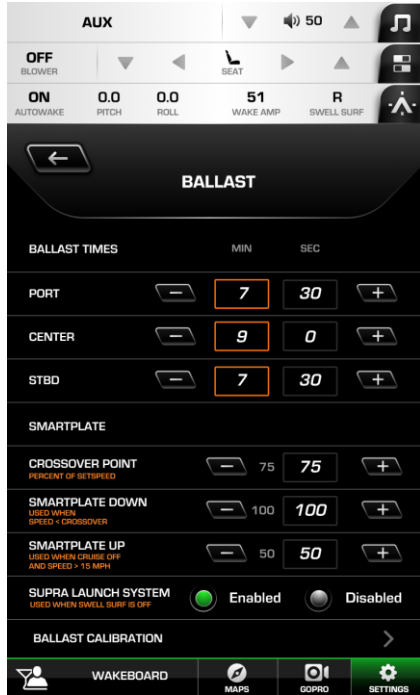 AUX 50
OFF
BLOWER SEAT
ON 0.0 0.0 51 R
AUTOWAKE PITCH ROLL WAKE AMP SWELL SURF
BALLAST
BALLAST TIMES MIN SEC
PORT 7 30
CENTER 9 0
STBD 7 30
SMARTPLATE
CROSSOVER POINT 75 75
PERCENT OF SETSPEED
SMARTPLATE DOWN 100 100
USED WHEN
SPEED < CROSSOVER
SMARTPLATE UP 50 50
USED WHEN CRUISE OFF
AND SPEED > 15 MPH
SUPRA LAUNCH SYSTEM Enabled Disabled
USED WHEN SWELL SURF IS OFF
BALLAST CALIBRATION
WAKEBOARD MAPS GOPRO SETTINGS